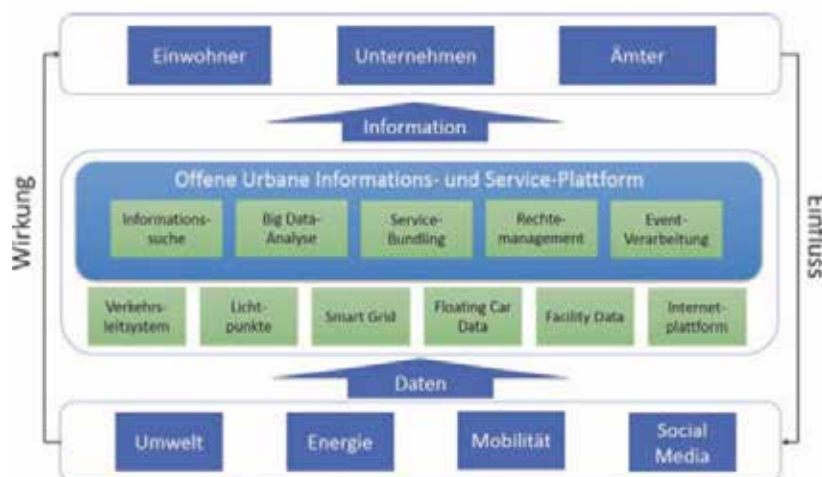 Einwohner
Unternehmen
Ämter
Information
Wirkung
Einfluss
Offene Urbane Informations- und Service-Plattform
Informations-
suche
Big Data-
Analyse
Service-
Bundling
Rechte-
management
Event-
Verarbeitung
Verkehrs-
leitsystem
Licht-
punkte
Smart Grid
Floating Car
Data
Facility Data
Internet-
plattform
Daten
Umwelt
Energie
Mobilität
Social
Media